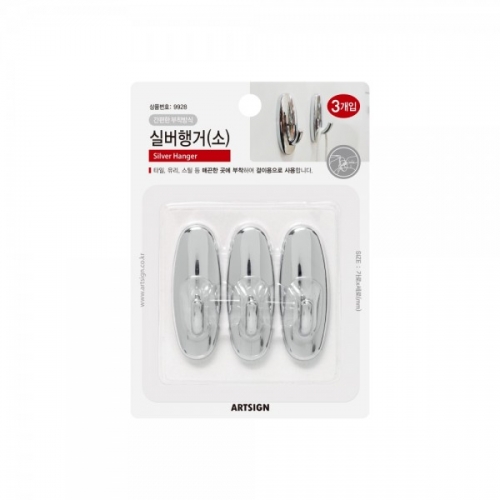 상품번호: 9928
간편한 부착방식
실버행거(소)
Silver Hanger
3개입
• 타일, 유리, 스틸 등 매끈한 곳에 부착하여 걸이용으로 사용합니다.
www.artsign.co.kr
ARTSIGN